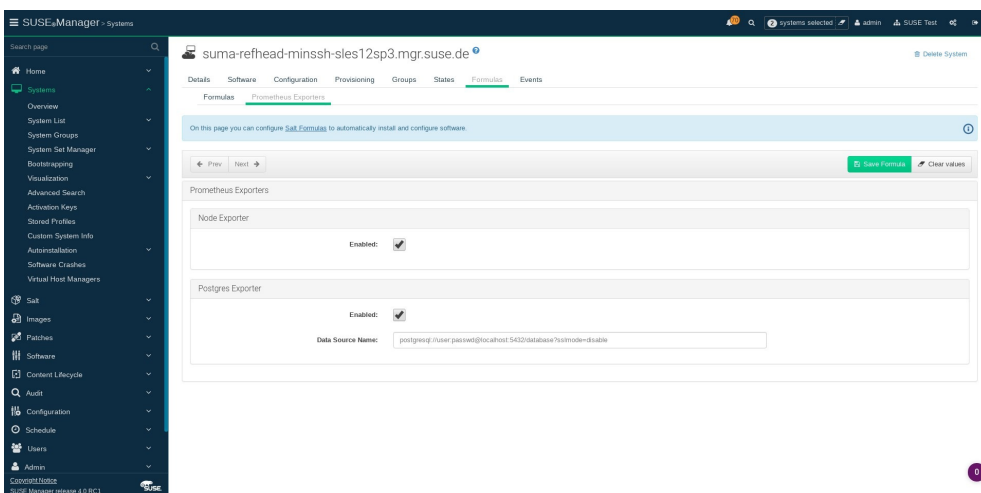 SUSE®Manager > Systems
2 systems selected
admin
SUSE Test
Search page
Home
Systems
Overview
System List
System Groups
System Set Manager
Bootstrapping
Visualization
Advanced Search
Activation Keys
Stored Profiles
Custom System Info
Autoinstallation
Software Crashes
Virtual Host Managers
Salt
Images
Patches
Software
Content Lifecycle
Audit
Configuration
Schedule
Users
Admin
Copyright Notice
SUSE Manager release 4.0 RC1
SUSE
suma-refhead-minssh-sles12sp3.mgr.suse.de ?
Delete System
Details Software Configuration Provisioning Groups States Formulas Events
Formulas Prometheus Exporters
On this page you can configure Salt Formulas to automatically install and configure software.
Prev Next
Save Formula Clear values
Prometheus Exporters
Node Exporter
Enabled:
Postgres Exporter
Enabled:
Data Source Name: postgresql://user:passwd@localhost:5432/database?sslmode=disable
0